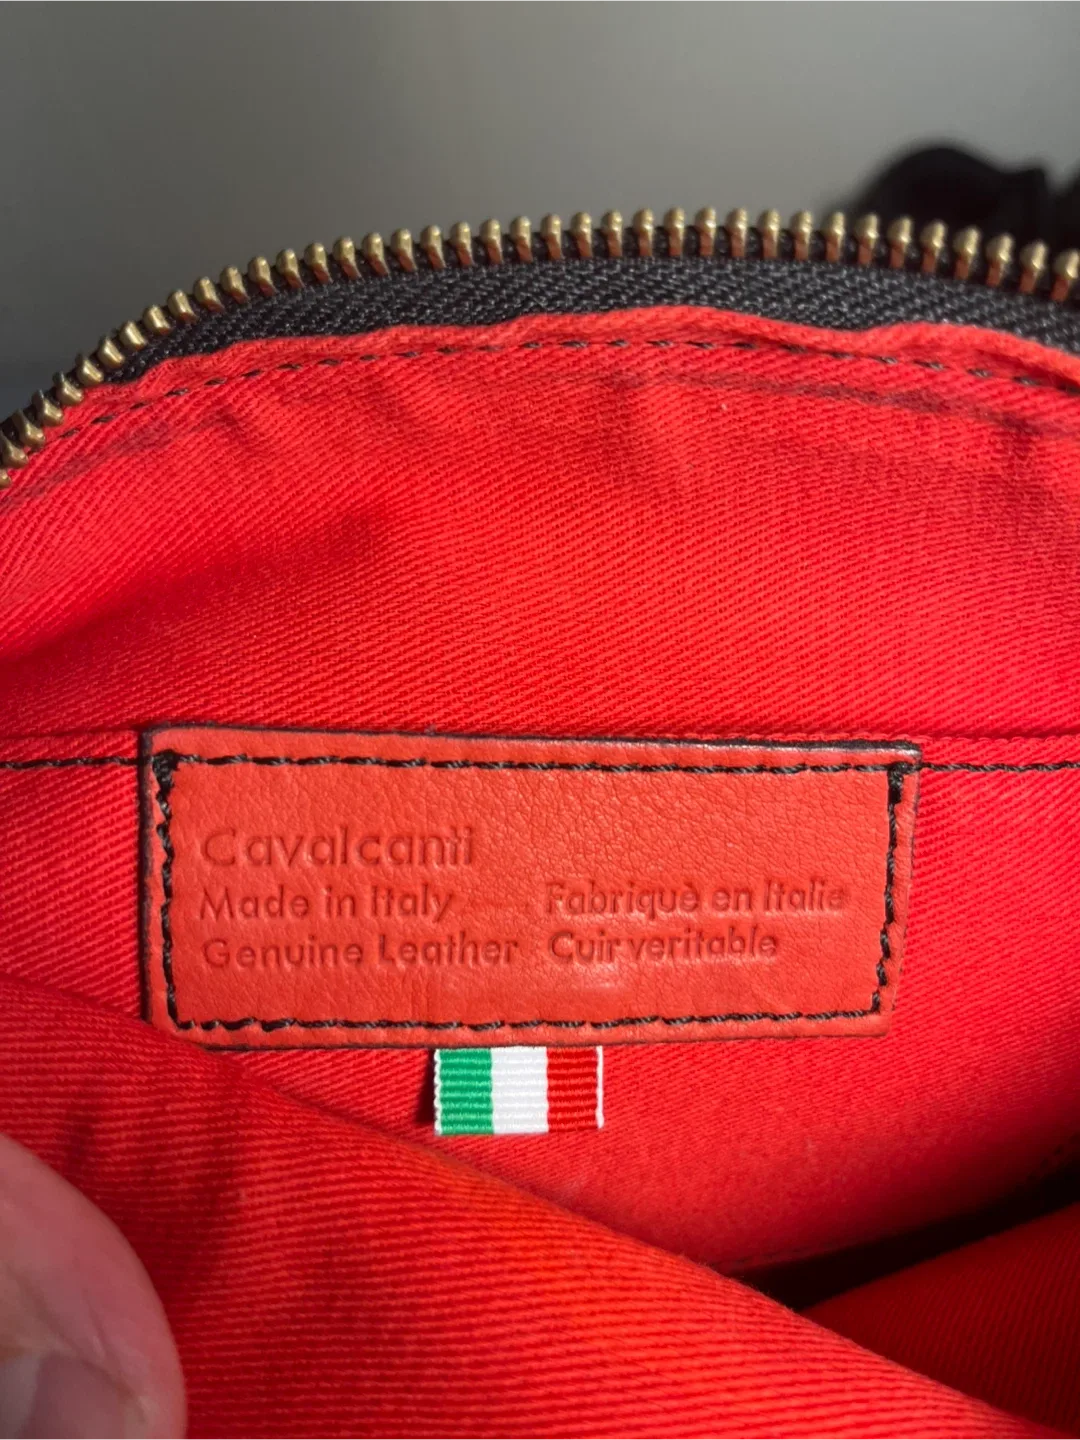 Cavalcanti
Made in Italy Fabriquè en Italie
Genuine Leather Cuir veritable